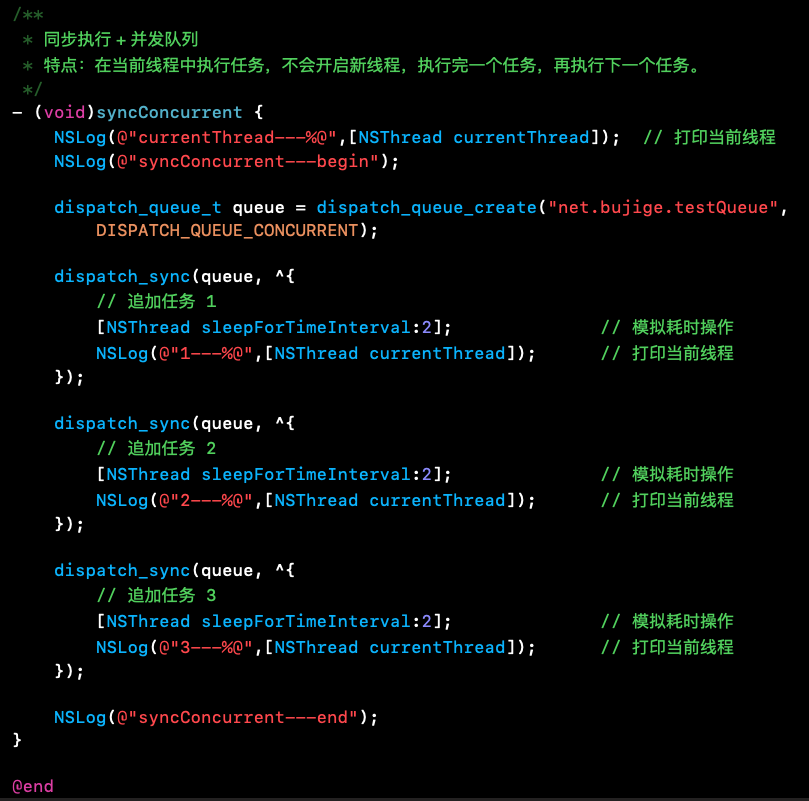 /**
 * 同步执行 + 并发队列
 * 特点：在当前线程中执行任务，不会开启新线程，执行完一个任务，再执行下一个任务。
 */
- (void)syncConcurrent {
    NSLog(@"currentThread---%@",[NSThread currentThread]);  // 打印当前线程
    NSLog(@"syncConcurrent---begin");

    dispatch_queue_t queue = dispatch_queue_create("net.bujige.testQueue",
        DISPATCH_QUEUE_CONCURRENT);

    dispatch_sync(queue, ^{
        // 追加任务 1
        [NSThread sleepForTimeInterval:2];              // 模拟耗时操作
        NSLog(@"1---%@",[NSThread currentThread]);      // 打印当前线程
    });

    dispatch_sync(queue, ^{
        // 追加任务 2
        [NSThread sleepForTimeInterval:2];              // 模拟耗时操作
        NSLog(@"2---%@",[NSThread currentThread]);      // 打印当前线程
    });

    dispatch_sync(queue, ^{
        // 追加任务 3
        [NSThread sleepForTimeInterval:2];              // 模拟耗时操作
        NSLog(@"3---%@",[NSThread currentThread]);      // 打印当前线程
    });

    NSLog(@"syncConcurrent---end");
}

@end